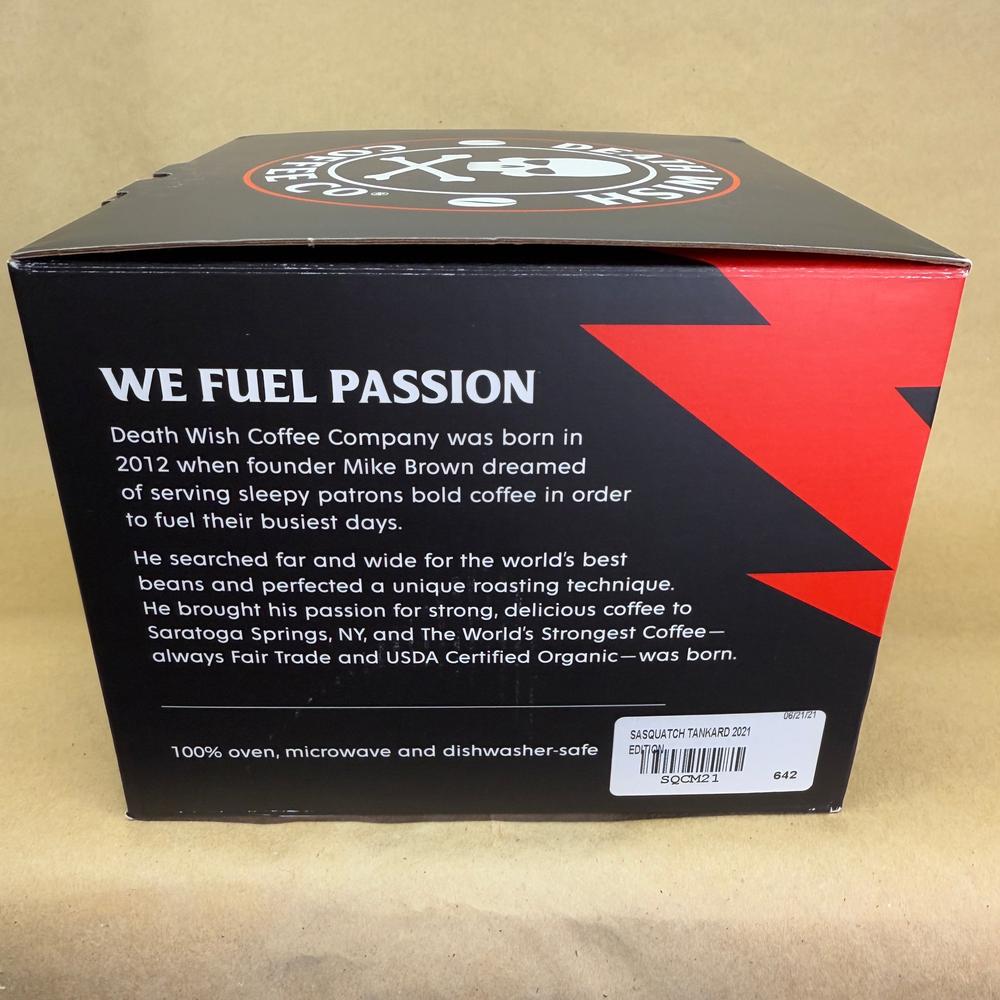 DEATH WISH
COFFEE CO®
WE FUEL PASSION
Death Wish Coffee Company was born in
2012 when founder Mike Brown dreamed
of serving sleepy patrons bold coffee in order
to fuel their busiest days.
He searched far and wide for the world's best
beans and perfected a unique roasting technique.
He brought his passion for strong, delicious coffee to
Saratoga Springs, NY, and The World's Strongest Coffee—
always Fair Trade and USDA Certified Organic—was born.
100% oven, microwave and dishwasher-safe
06/21/21
SASQUATCH TANKARD 2021
EDITION
SQCM21
642